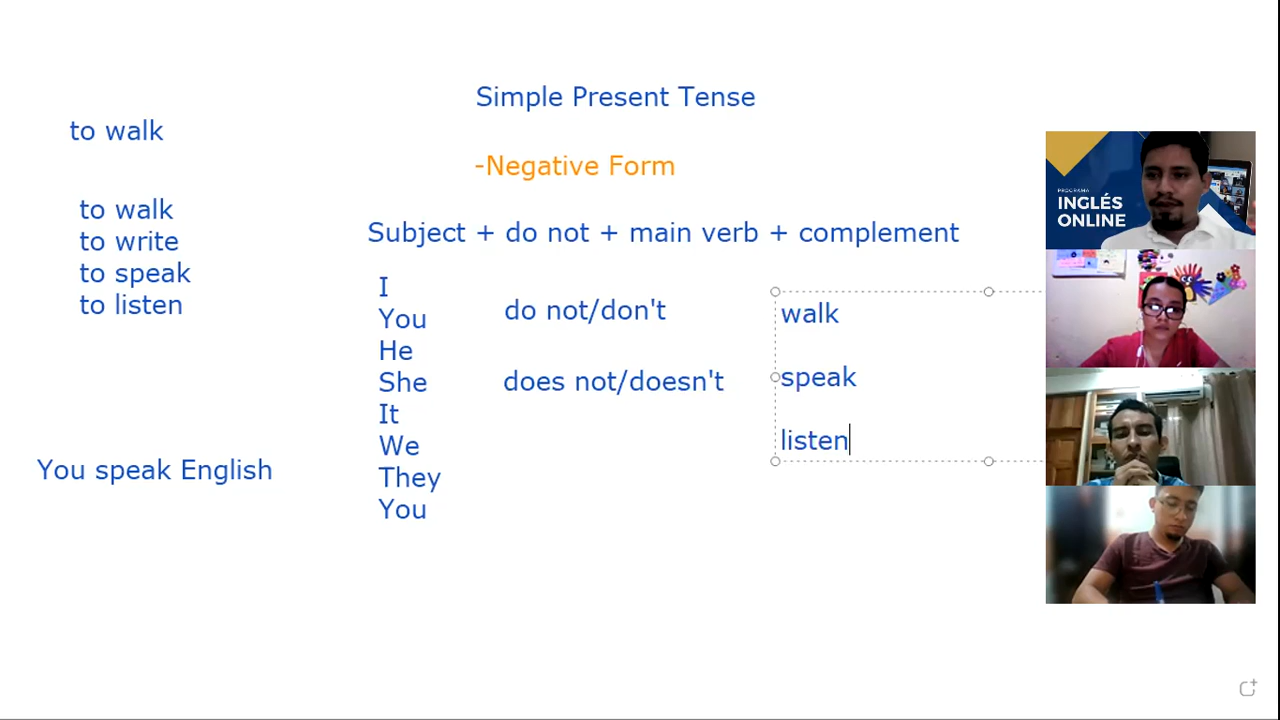 Simple Present Tense
to walk
-Negative Form
to walk
to write
to speak
to listen
Subject + do not + main verb + complement
I
You
He
She
It
We
They
You
do not/don't
does not/doesn't
walk
speak
listen
You speak English
PROGRAMA
INGLÉS
ONLINE